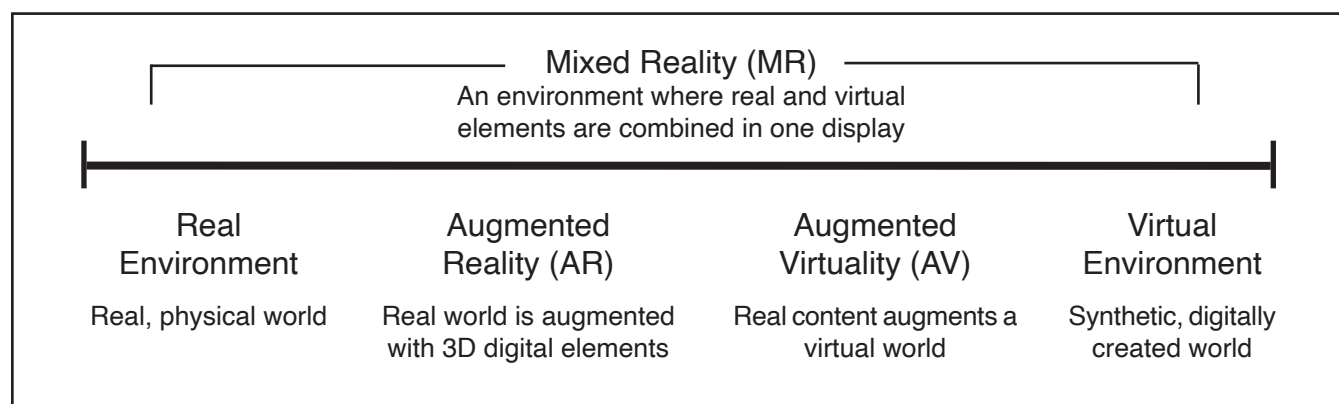 Mixed Reality (MR)
An environment where real and virtual
elements are combined in one display
Real
Environment
Real, physical world
Augmented
Reality (AR)
Real world is augmented
with 3D digital elements
Augmented
Virtuality (AV)
Real content augments a
virtual world
Virtual
Environment
Synthetic, digitally
created world